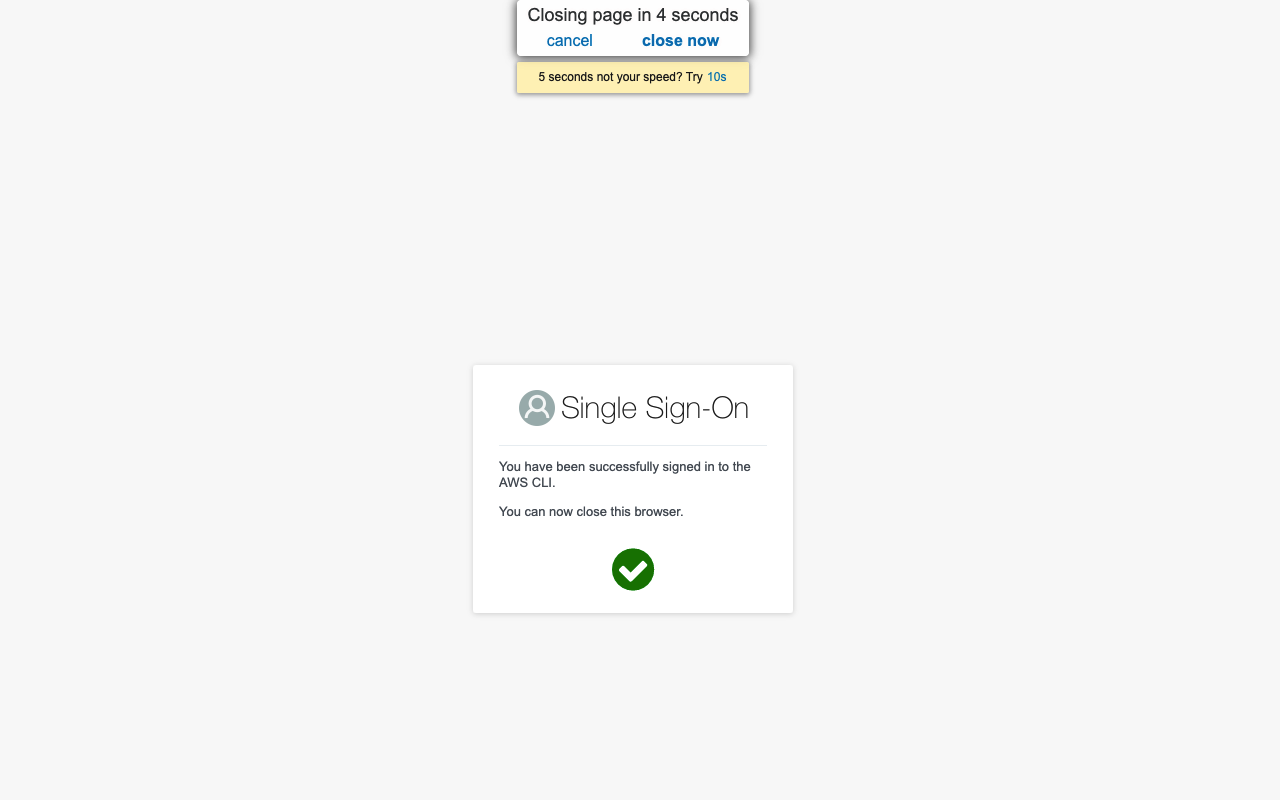 Closing page in 4 seconds
cancel close now
5 seconds not your speed? Try 10s
Single Sign-On
You have been successfully signed in to the
AWS CLI.
You can now close this browser.